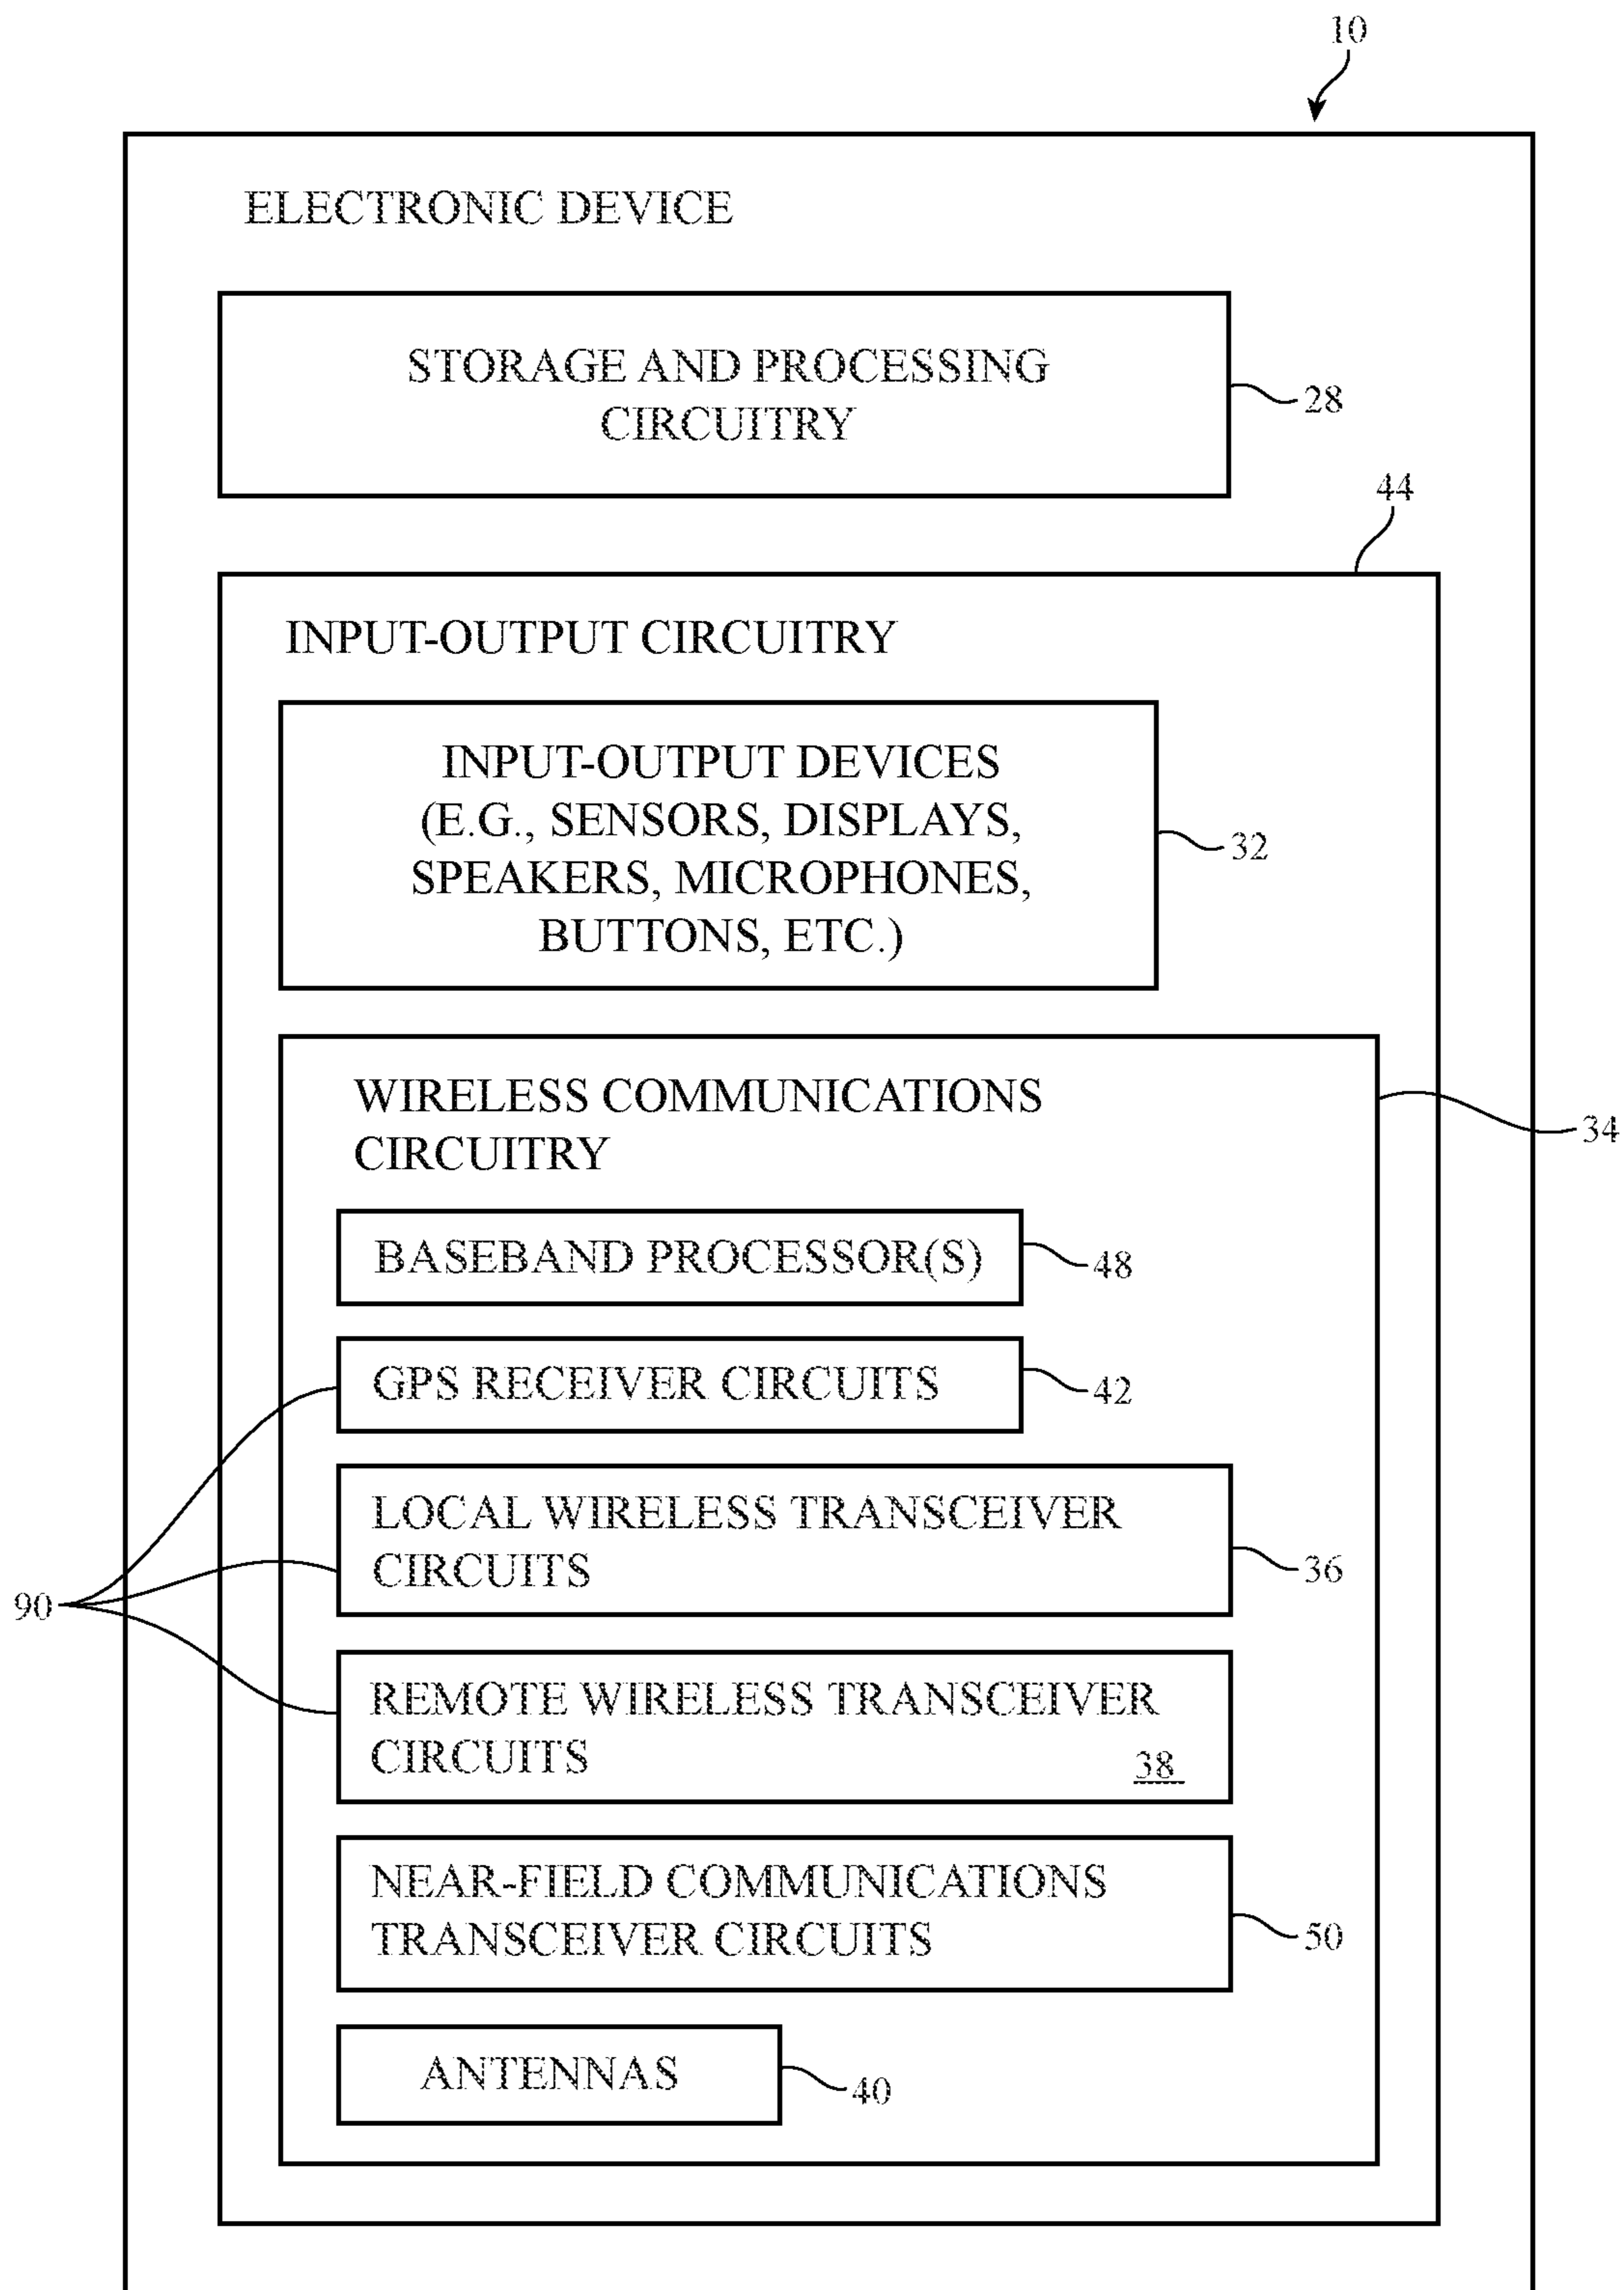 10
ELECTRONIC DEVICE
STORAGE AND PROCESSING
CIRCUITRY
28
44
INPUT-OUTPUT CIRCUITRY
INPUT-OUTPUT DEVICES
(E.G., SENSORS, DISPLAYS,
SPEAKERS, MICROPHONES,
BUTTONS, ETC.)
32
WIRELESS COMMUNICATIONS
CIRCUITRY
34
BASEBAND PROCESSOR(S)
48
GPS RECEIVER CIRCUITS
42
LOCAL WIRELESS TRANSCEIVER
CIRCUITS
36
90
REMOTE WIRELESS TRANSCEIVER
CIRCUITS
38
NEAR-FIELD COMMUNICATIONS
TRANSCEIVER CIRCUITS
50
ANTENNAS
40